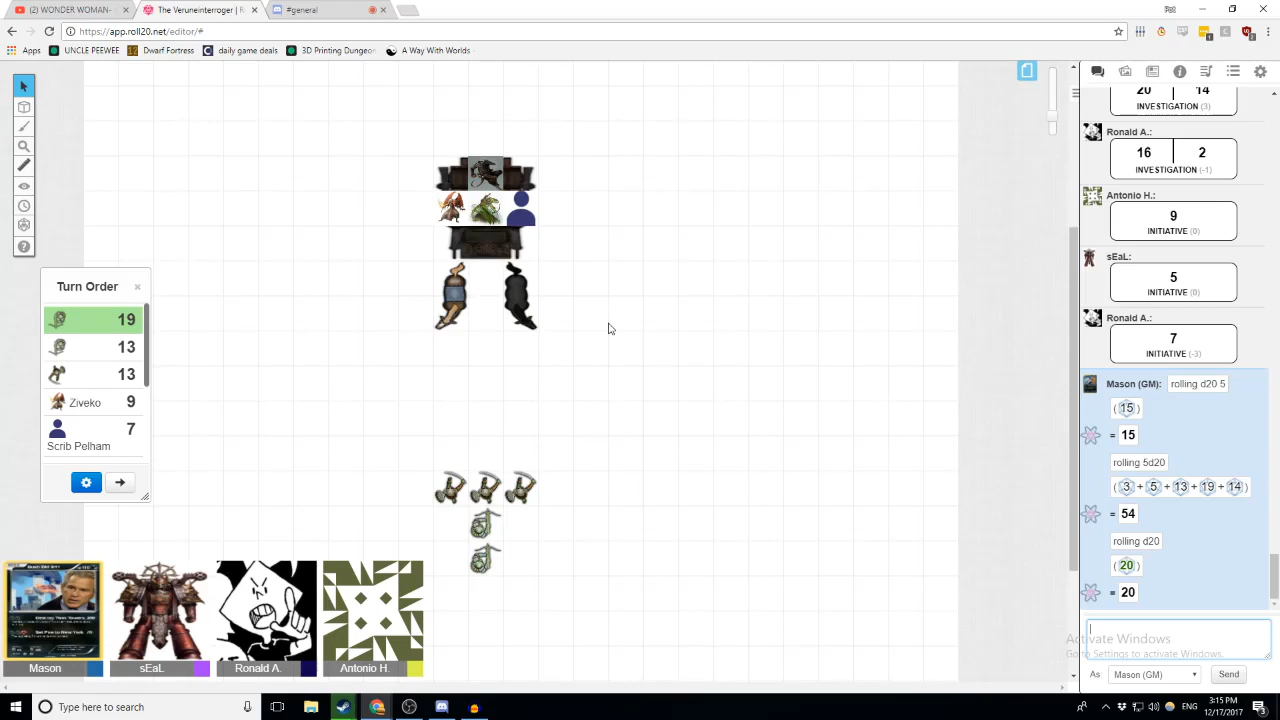 (2) WONDER WOMAN-
The Veruneinterroger | R
#general
https://app.roll20.net/editor/#
Apps
UNCLE PEEWEE
Dwarf Fortress
daily game deals
3D Printing Dungeon
A Way With Worlds
20 14
INVESTIGATION (3)
Ronald A.:
16 2
INVESTIGATION (-1)
Antonio H.:
9
INITIATIVE (0)
sEaL:
5
INITIATIVE (0)
Ronald A.:
7
INITIATIVE (-3)
Mason (GM): rolling d20 5
(15)
= 15
rolling 5d20
(3+5+13+19+14)
= 54
rolling d20
(20)
= 20
Turn Order
19
13
13
Ziveko 9
7
Scrib Pelham
Mason
sEaL
Ronald A.
Antonio H.
Activate Windows
Go to Settings to activate Windows.
As Mason (GM) Send
Type here to search
ENG
3:15 PM
12/17/2017